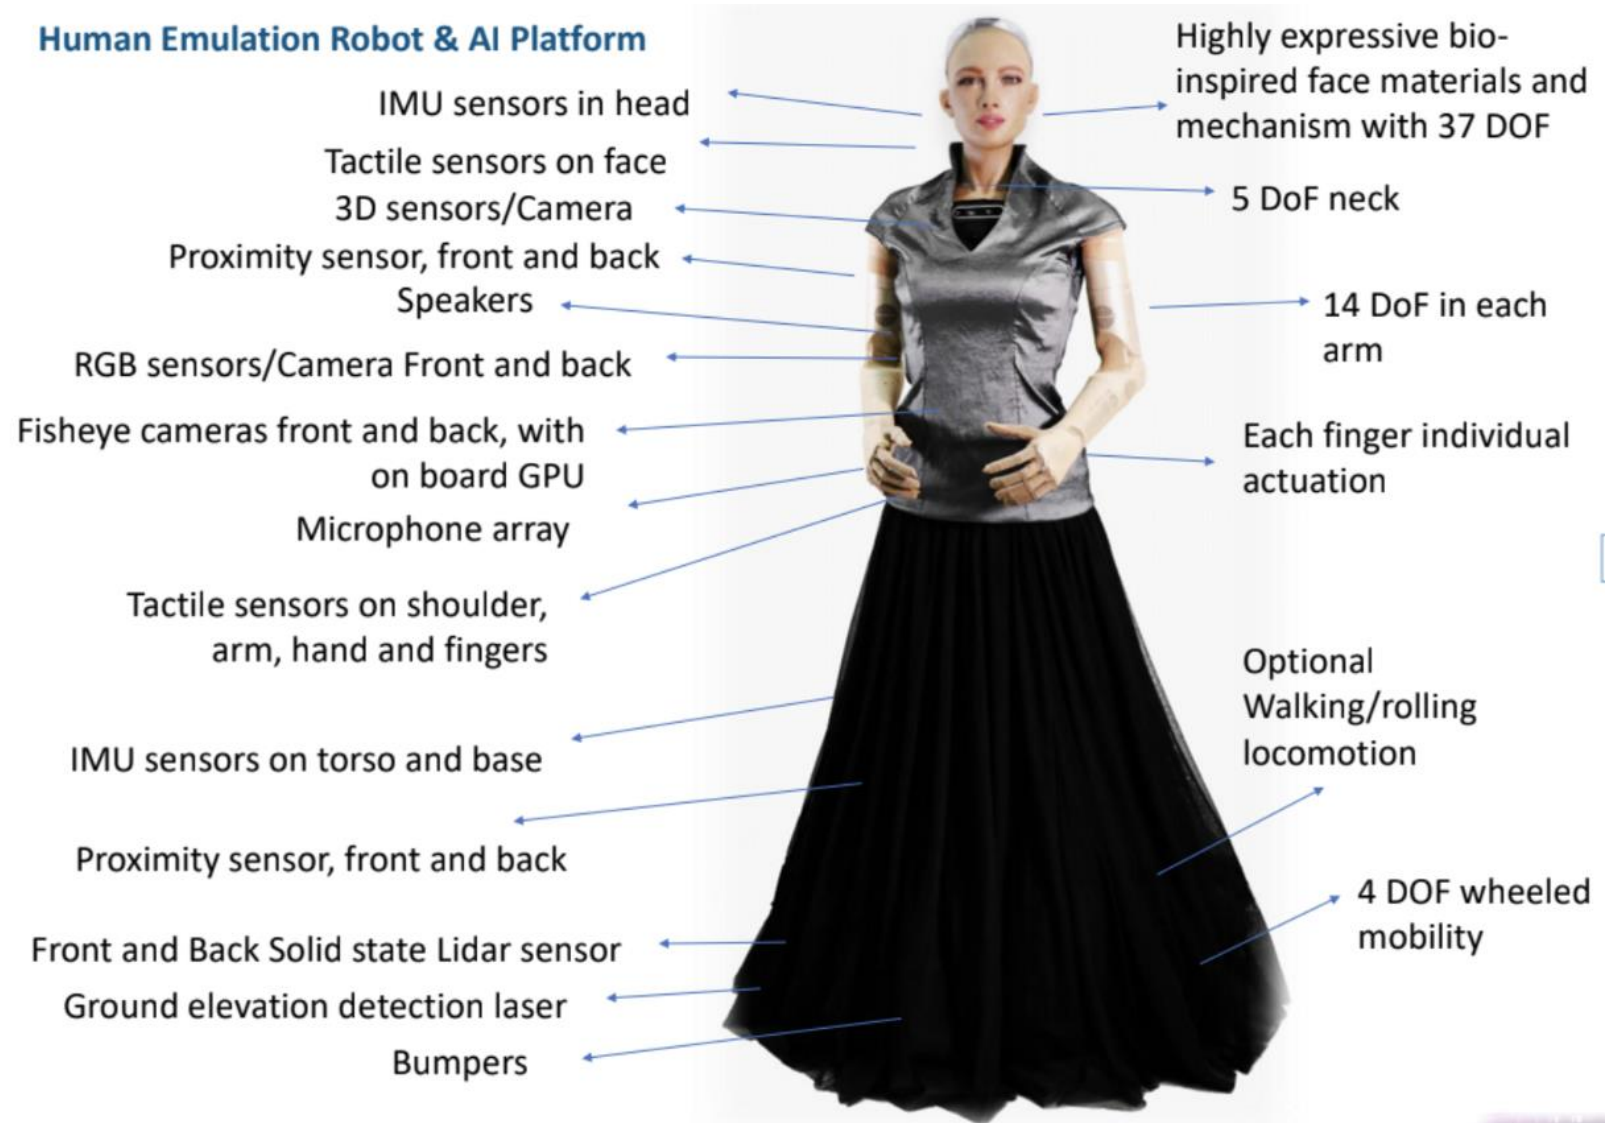 Human Emulation Robot & AI Platform
IMU sensors in head
Tactile sensors on face
3D sensors/Camera
Proximity sensor, front and back
Speakers
RGB sensors/Camera Front and back
Fisheye cameras front and back, with
on board GPU
Microphone array
Tactile sensors on shoulder,
arm, hand and fingers
IMU sensors on torso and base
Proximity sensor, front and back
Front and Back Solid state Lidar sensor
Ground elevation detection laser
Bumpers
Highly expressive bio-
inspired face materials and
mechanism with 37 DOF
5 DoF neck
14 DoF in each
arm
Each finger individual
actuation
Optional
Walking/rolling
locomotion
4 DOF wheeled
mobility